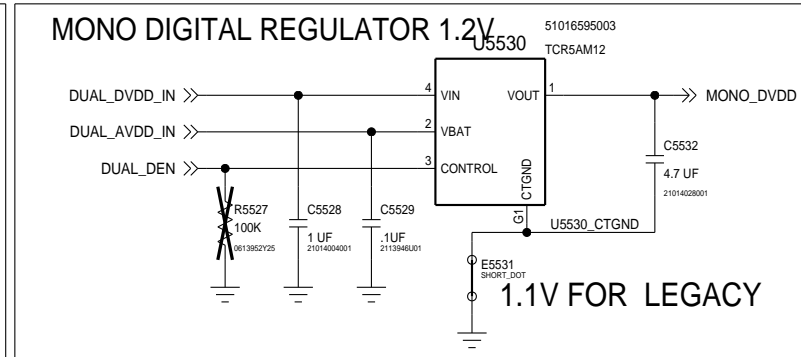 MONO DIGITAL REGULATOR 1.2V
51016595003
U5530
TCR5AM12
DUAL_DVDD_IN
4
VIN
VOUT
1
MONO_DVDD
DUAL_AVDD_IN
2
VBAT
DUAL_DEN
3
CONTROL
CTGND
G1
U5530_CTGND
C5532
4.7 UF
21014028001
R5527
100K
0613952Y25
C5528
1 UF
21014004001
C5529
.1UF
2113946U01
E5531
SHORT_DOT
1.1V FOR LEGACY